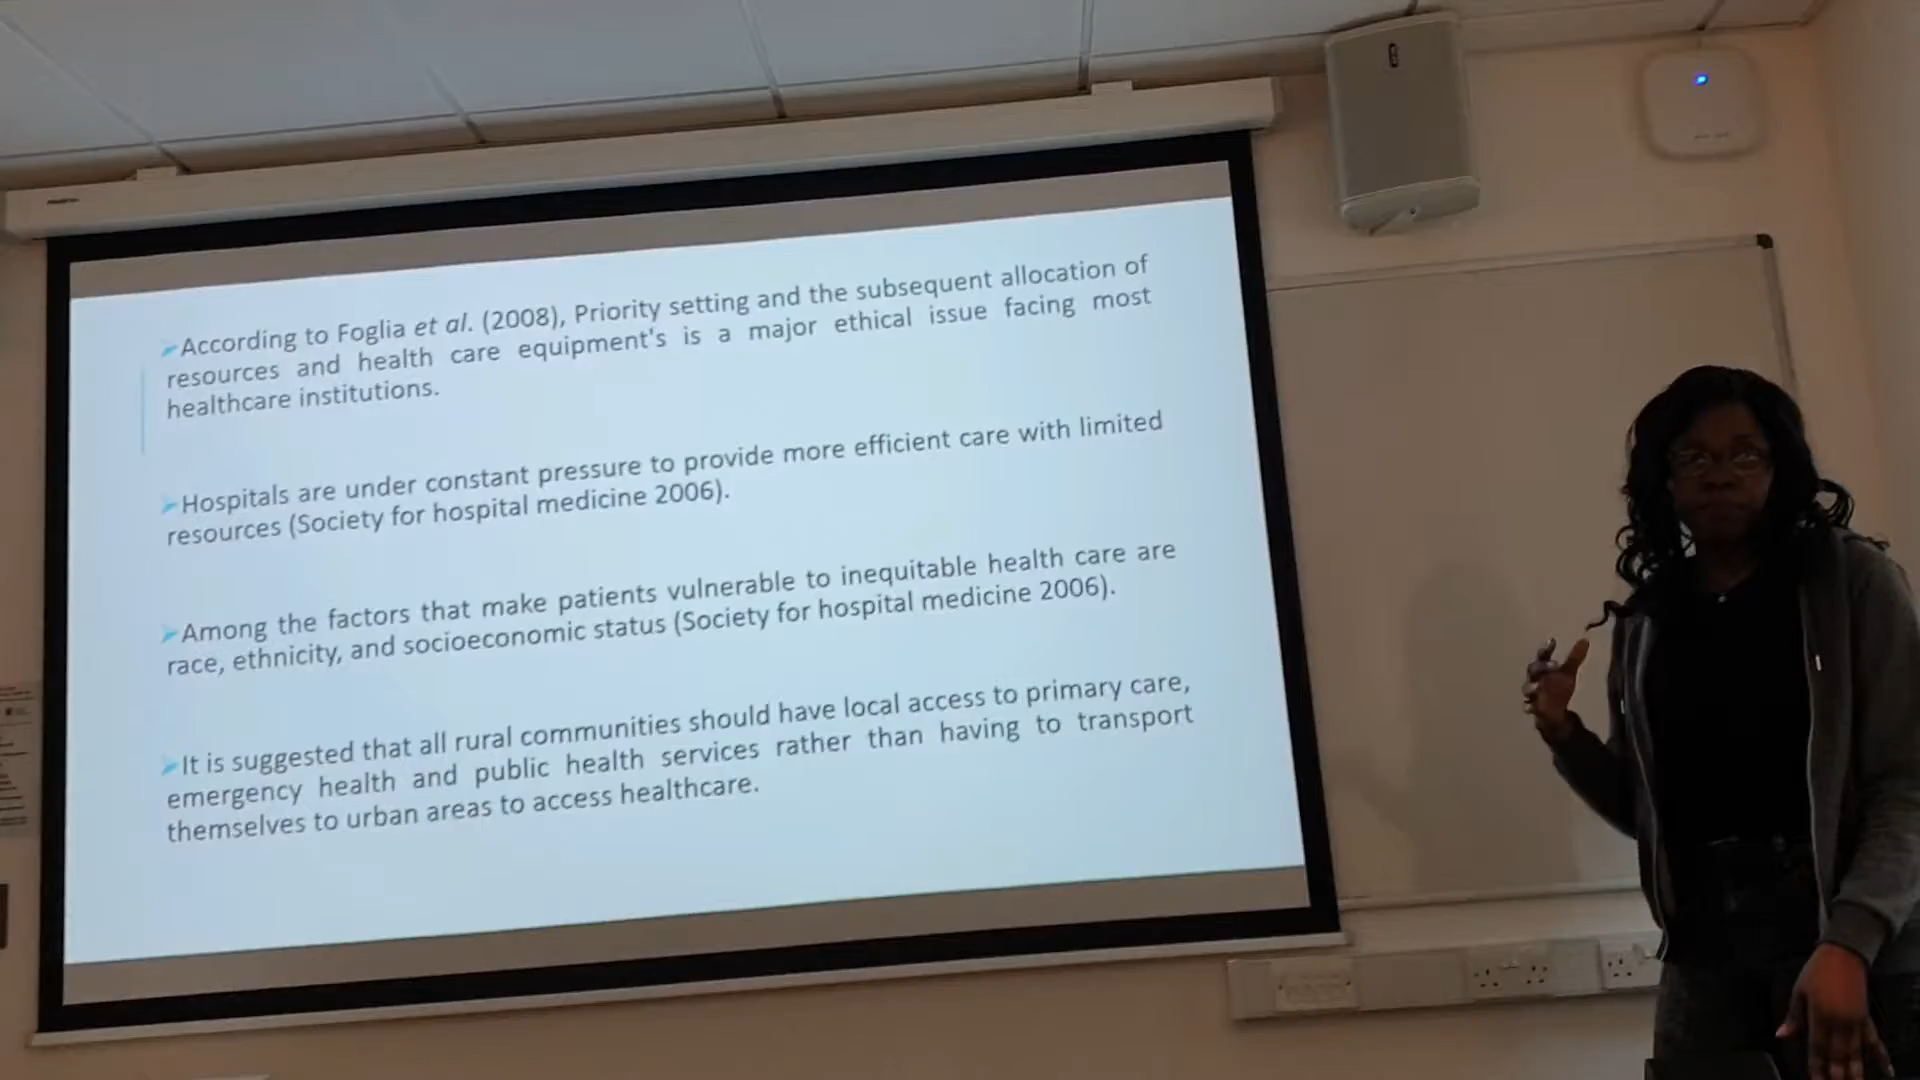 ➢According to Foglia et al. (2008), Priority setting and the subsequent allocation of
resources and health care equipment's is a major ethical issue facing most
healthcare institutions.
➢Hospitals are under constant pressure to provide more efficient care with limited
resources (Society for hospital medicine 2006).
➢Among the factors that make patients vulnerable to inequitable health care are
race, ethnicity, and socioeconomic status (Society for hospital medicine 2006).
➢It is suggested that all rural communities should have local access to primary care,
emergency health and public health services rather than having to transport
themselves to urban areas to access healthcare.